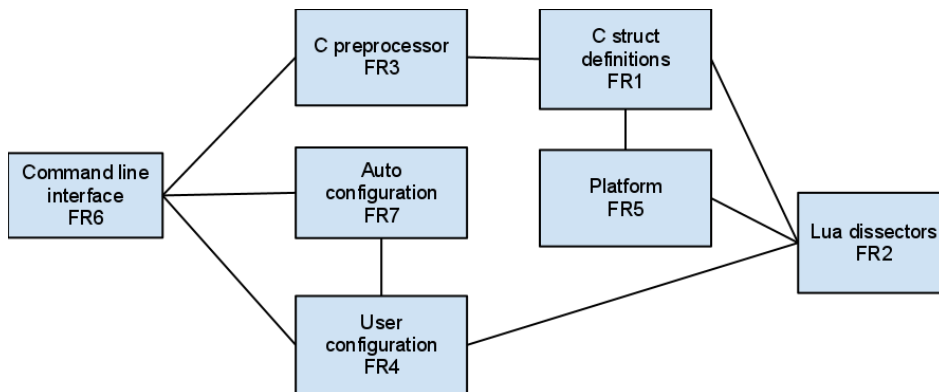 C preprocessor
FR3
C struct
definitions
FR1
Command line
interface
FR6
Auto
configuration
FR7
Platform
FR5
Lua dissectors
FR2
User
configuration
FR4